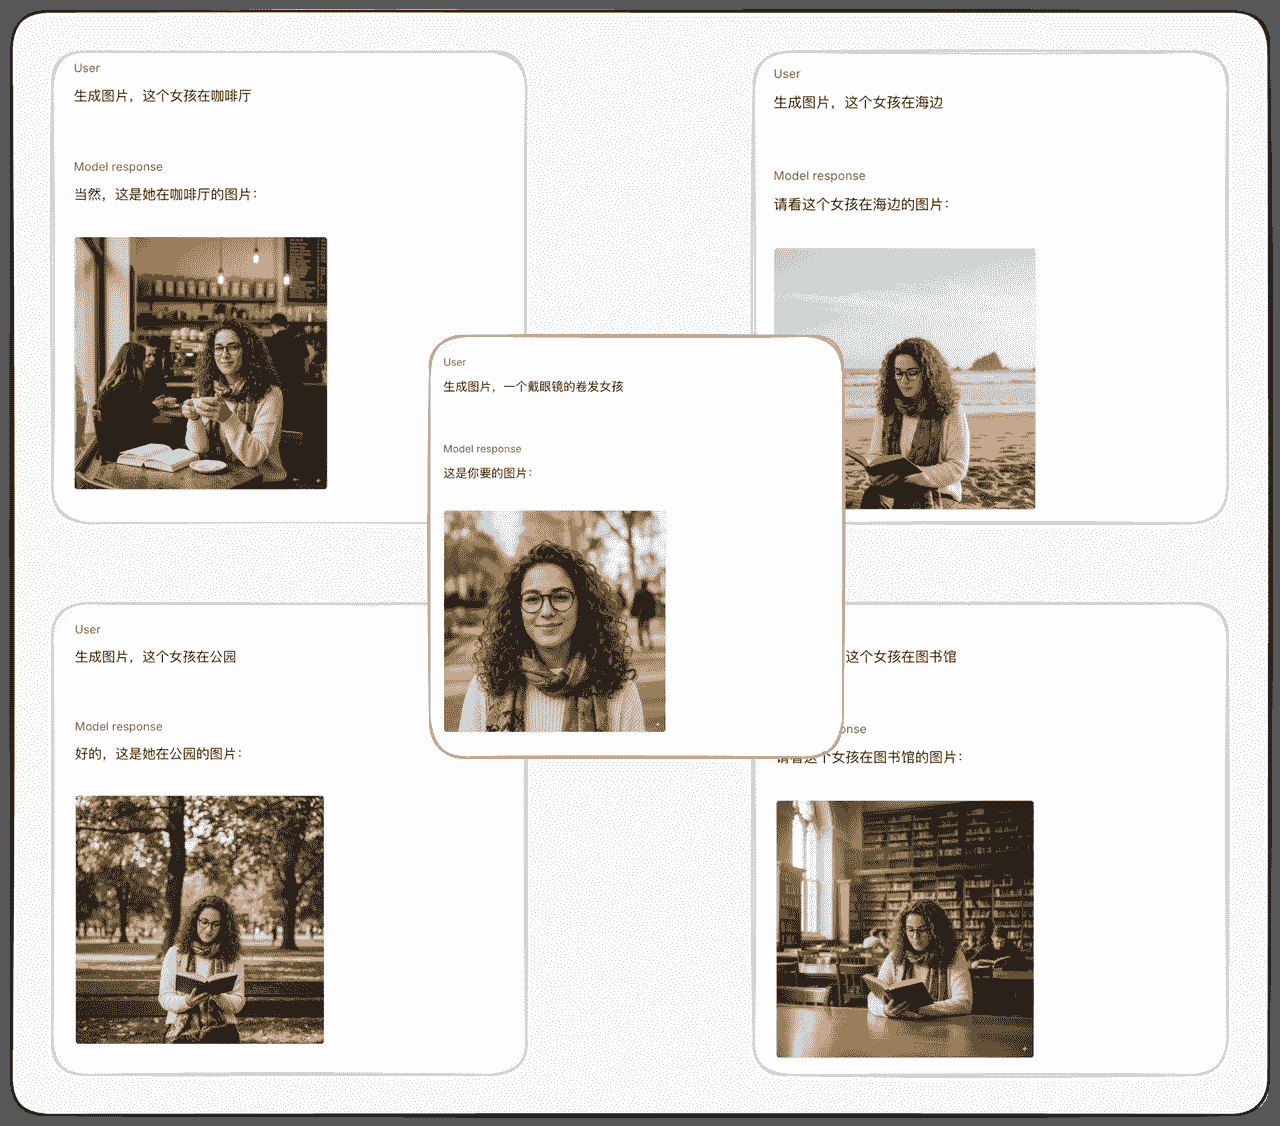 User
生成图片，这个女孩在咖啡厅
Model response
当然，这是她在咖啡厅的图片：
User
生成图片，这个女孩在海边
Model response
请看这个女孩在海边的图片：
User
生成图片，一个戴眼镜的卷发女孩
Model response
这是你要的图片：
User
生成图片，这个女孩在公园
Model response
好的，这是她在公园的图片：
这个女孩在图书馆
请看这个女孩在图书馆的图片：